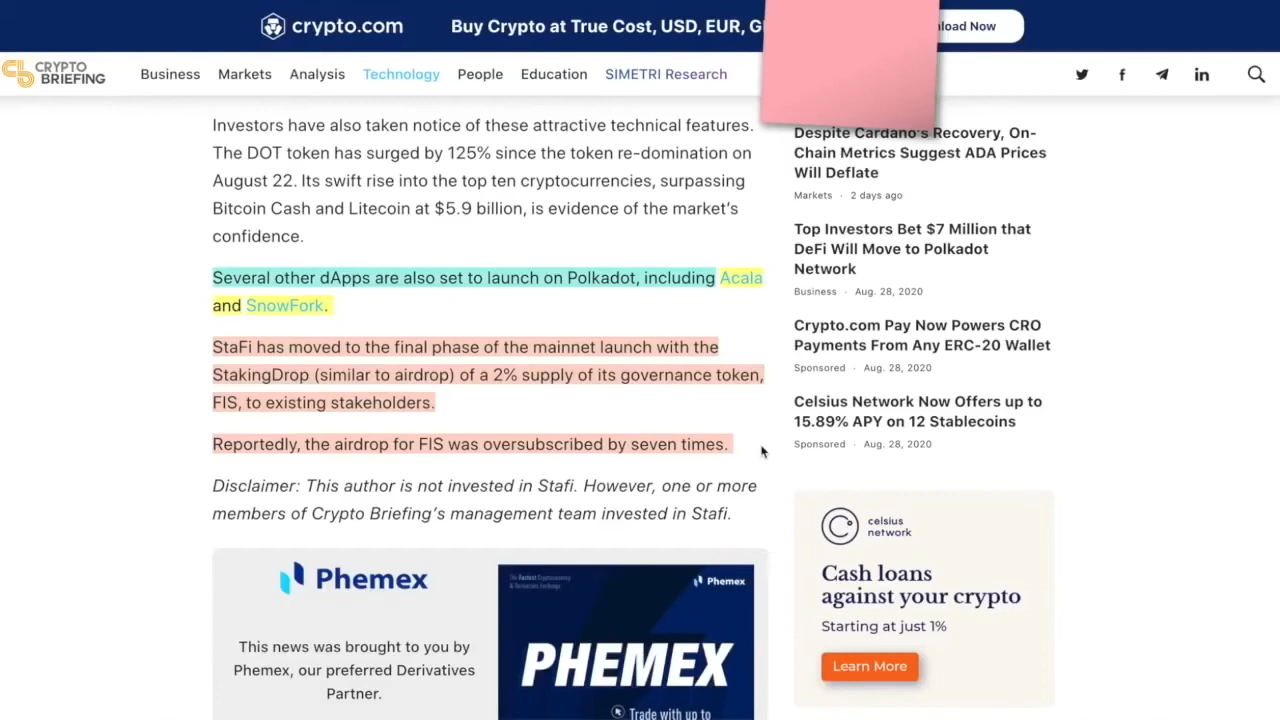 crypto.com
Buy Crypto at True Cost, USD, EUR,
Now
CRYPTO
BRIEFING
Business Markets Analysis Technology People Education SIMETRI Research
Investors have also taken notice of these attractive technical features.
The DOT token has surged by 125% since the token re-domination on
August 22. Its swift rise into the top ten cryptocurrencies, surpassing
Bitcoin Cash and Litecoin at $5.9 billion, is evidence of the market’s
confidence.
Several other dApps are also set to launch on Polkadot, including Acala
and SnowFork.
StaFi has moved to the final phase of the mainnet launch with the
StakingDrop (similar to airdrop) of a 2% supply of its governance token,
FIS, to existing stakeholders.
Reportedly, the airdrop for FIS was oversubscribed by seven times.
Disclaimer: This author is not invested in Stafi. However, one or more
members of Crypto Briefing’s management team invested in Stafi.
Phemex
This news was brought to you by
Phemex, our preferred Derivatives
Partner.
The Fastest Cryptocurrency
& Derivatives Exchange
Phemex
PHEMEX
Trade with up to
Despite Cardano's Recovery, On-
Chain Metrics Suggest ADA Prices
Will Deflate
Markets · 2 days ago
Top Investors Bet $7 Million that
DeFi Will Move to Polkadot
Network
Business · Aug. 28, 2020
Crypto.com Pay Now Powers CRO
Payments From Any ERC-20 Wallet
Sponsored · Aug. 28, 2020
Celsius Network Now Offers up to
15.89% APY on 12 Stablecoins
Sponsored · Aug. 28, 2020
celsius
network
Cash loans
against your crypto
Starting at just 1%
Learn More